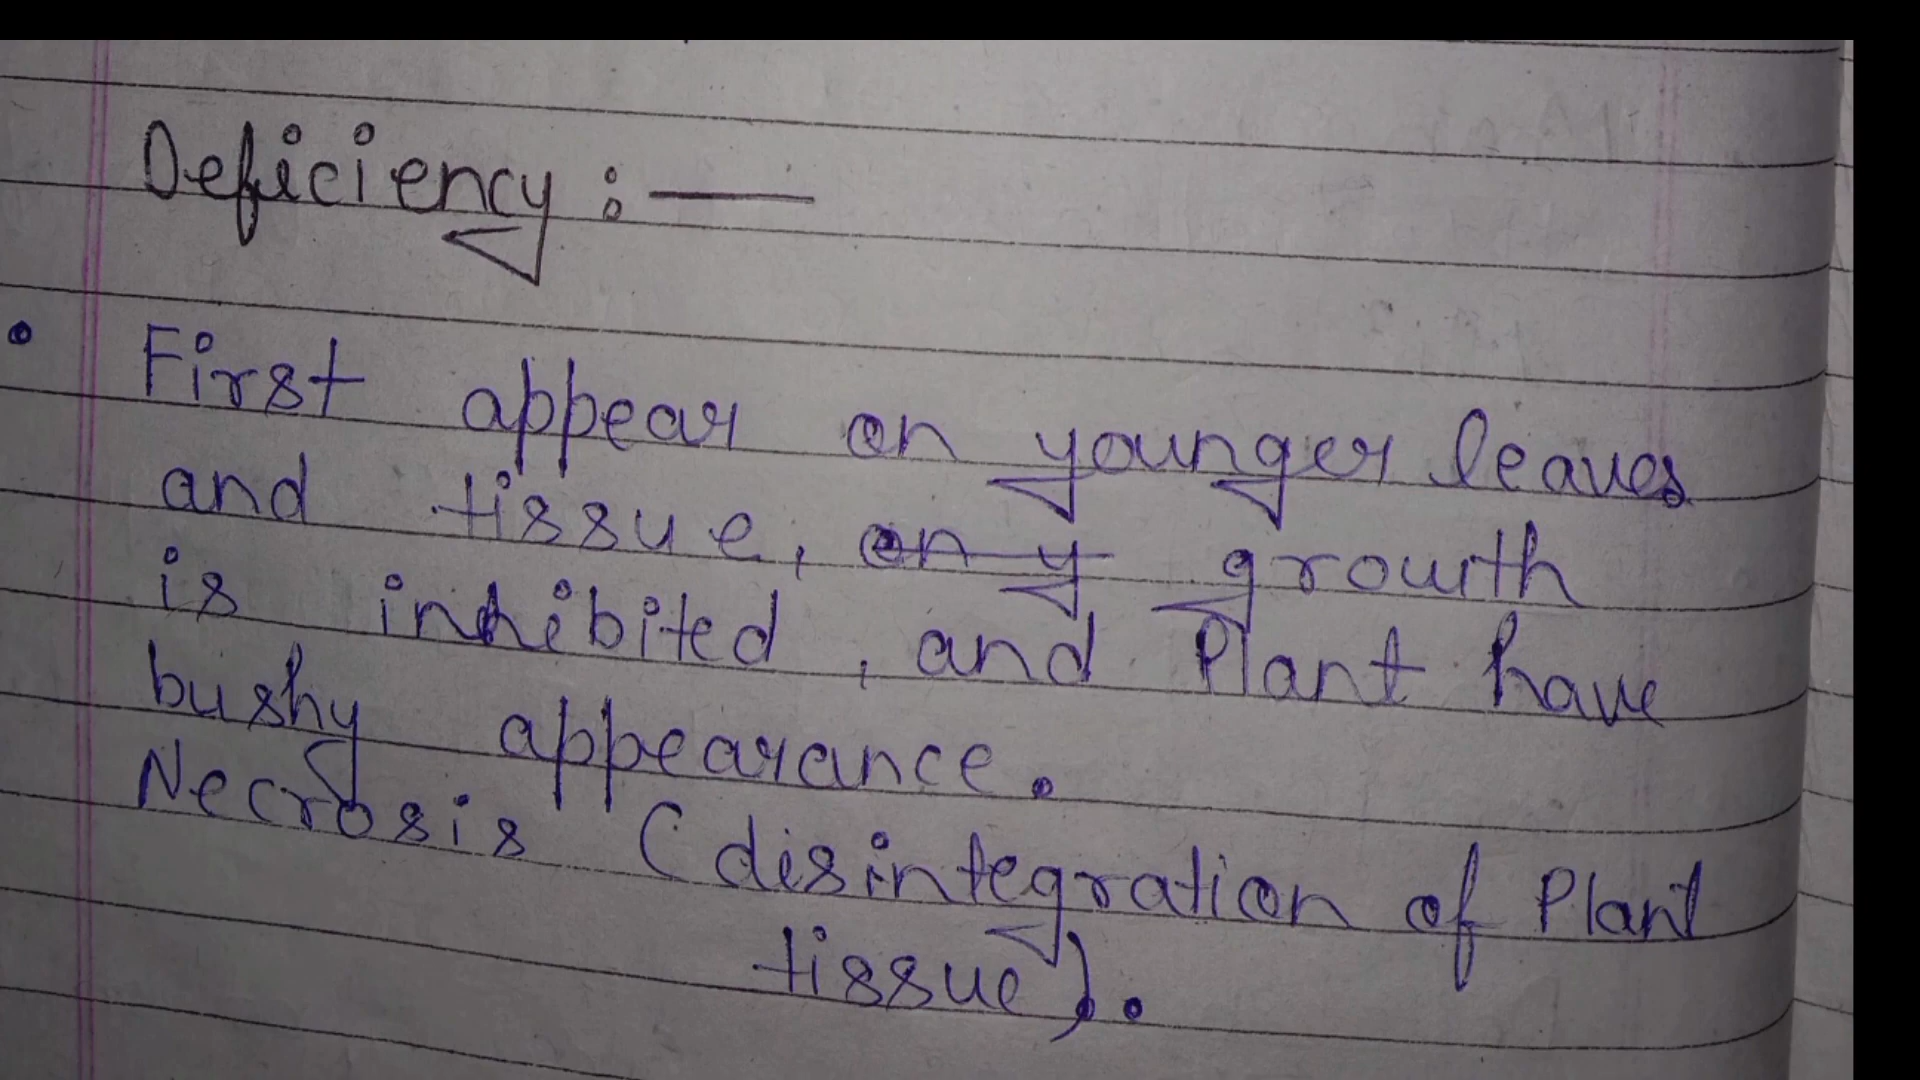 Deficiency :—
• First appear on younger leaves
and tissue, on y growth
is inhibited, and Plant have
bushy appearance.
Necrosis (disintegration of Plant
tissue).